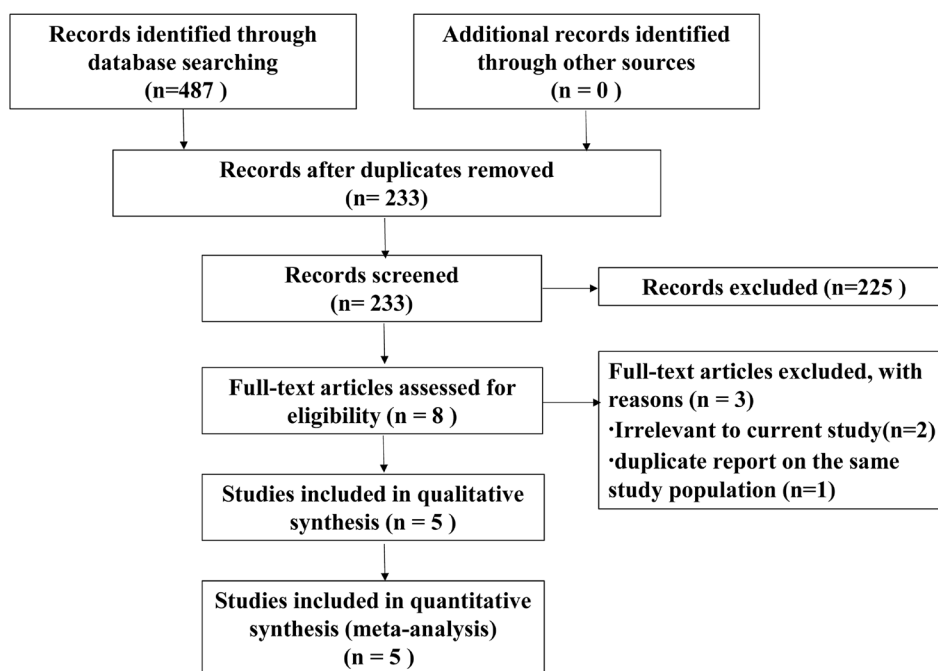 Records identified through
database searching
(n=487 )
Additional records identified
through other sources
(n = 0 )
Records after duplicates removed
(n= 233)
Records screened
(n= 233)
Records excluded (n=225 )
Full-text articles assessed for
eligibility (n = 8 )
Full-text articles excluded, with
reasons (n = 3)
·Irrelevant to current study(n=2)
·duplicate report on the same
study population (n=1)
Studies included in qualitative
synthesis (n = 5 )
Studies included in quantitative
synthesis (meta-analysis)
(n = 5 )